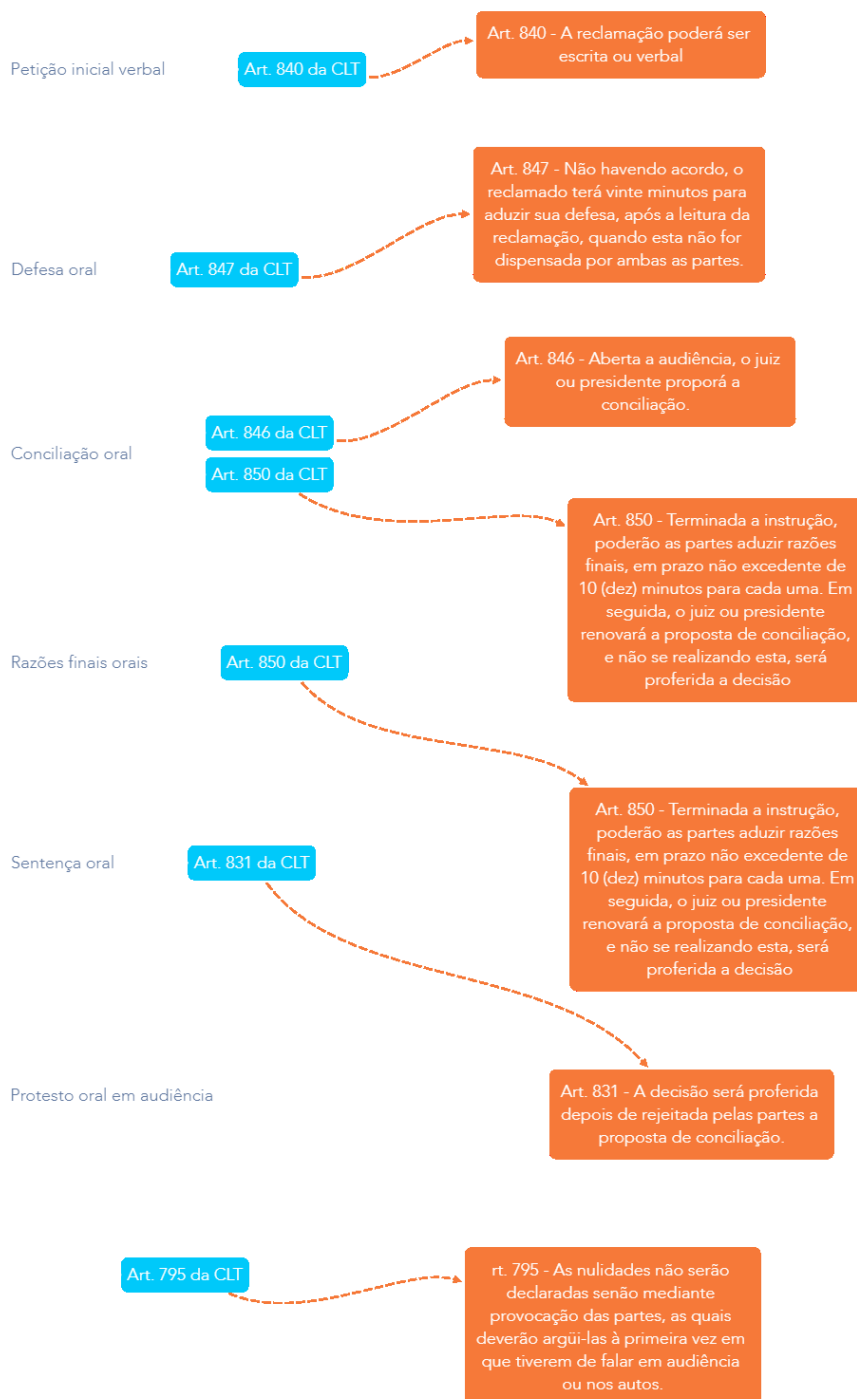 Petição inicial verbal
Art. 840 da CLT
Art. 840 - A reclamação poderá ser
escrita ou verbal
Defesa oral
Art. 847 da CLT
Art. 847 - Não havendo acordo, o
reclamado terá vinte minutos para
aduzir sua defesa, após a leitura da
reclamação, quando esta não for
dispensada por ambas as partes.
Conciliação oral
Art. 846 da CLT
Art. 846 - Aberta a audiência, o juiz
ou presidente proporá a
conciliação.
Art. 850 da CLT
Art. 850 - Terminada a instrução,
poderão as partes aduzir razões
finais, em prazo não excedente de
10 (dez) minutos para cada uma. Em
seguida, o juiz ou presidente
renovará a proposta de conciliação,
e não se realizando esta, será
proferida a decisão
Razões finais orais
Art. 850 da CLT
Art. 850 - Terminada a instrução,
poderão as partes aduzir razões
finais, em prazo não excedente de
10 (dez) minutos para cada uma. Em
seguida, o juiz ou presidente
renovará a proposta de conciliação,
e não se realizando esta, será
proferida a decisão
Sentença oral
Art. 831 da CLT
Art. 831 - A decisão será proferida
depois de rejeitada pelas partes a
proposta de conciliação.
Protesto oral em audiência
Art. 795 da CLT
rt. 795 - As nulidades não serão
declaradas senão mediante
provocação das partes, as quais
deverão argüi-las à primeira vez em
que tiverem de falar em audiência
ou nos autos.